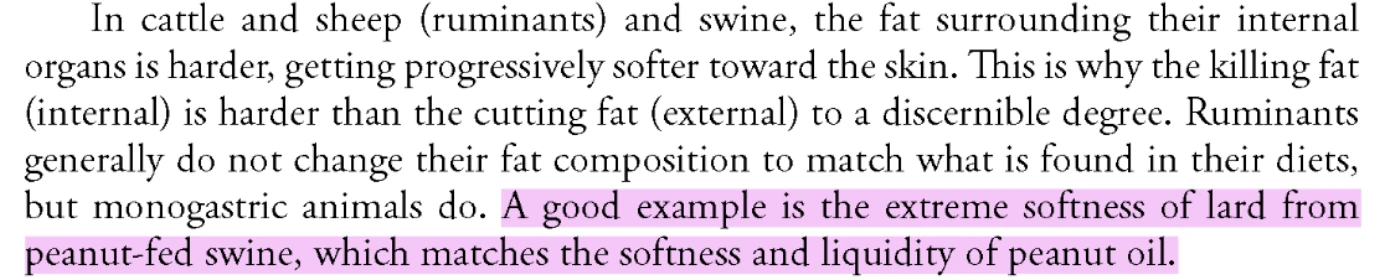 In cattle and sheep (ruminants) and swine, the fat surrounding their internal
organs is harder, getting progressively softer toward the skin. This is why the killing fat
(internal) is harder than the cutting fat (external) to a discernible degree. Ruminants
generally do not change their fat composition to match what is found in their diets,
but monogastric animals do. A good example is the extreme softness of lard from
peanut-fed swine, which matches the softness and liquidity of peanut oil.